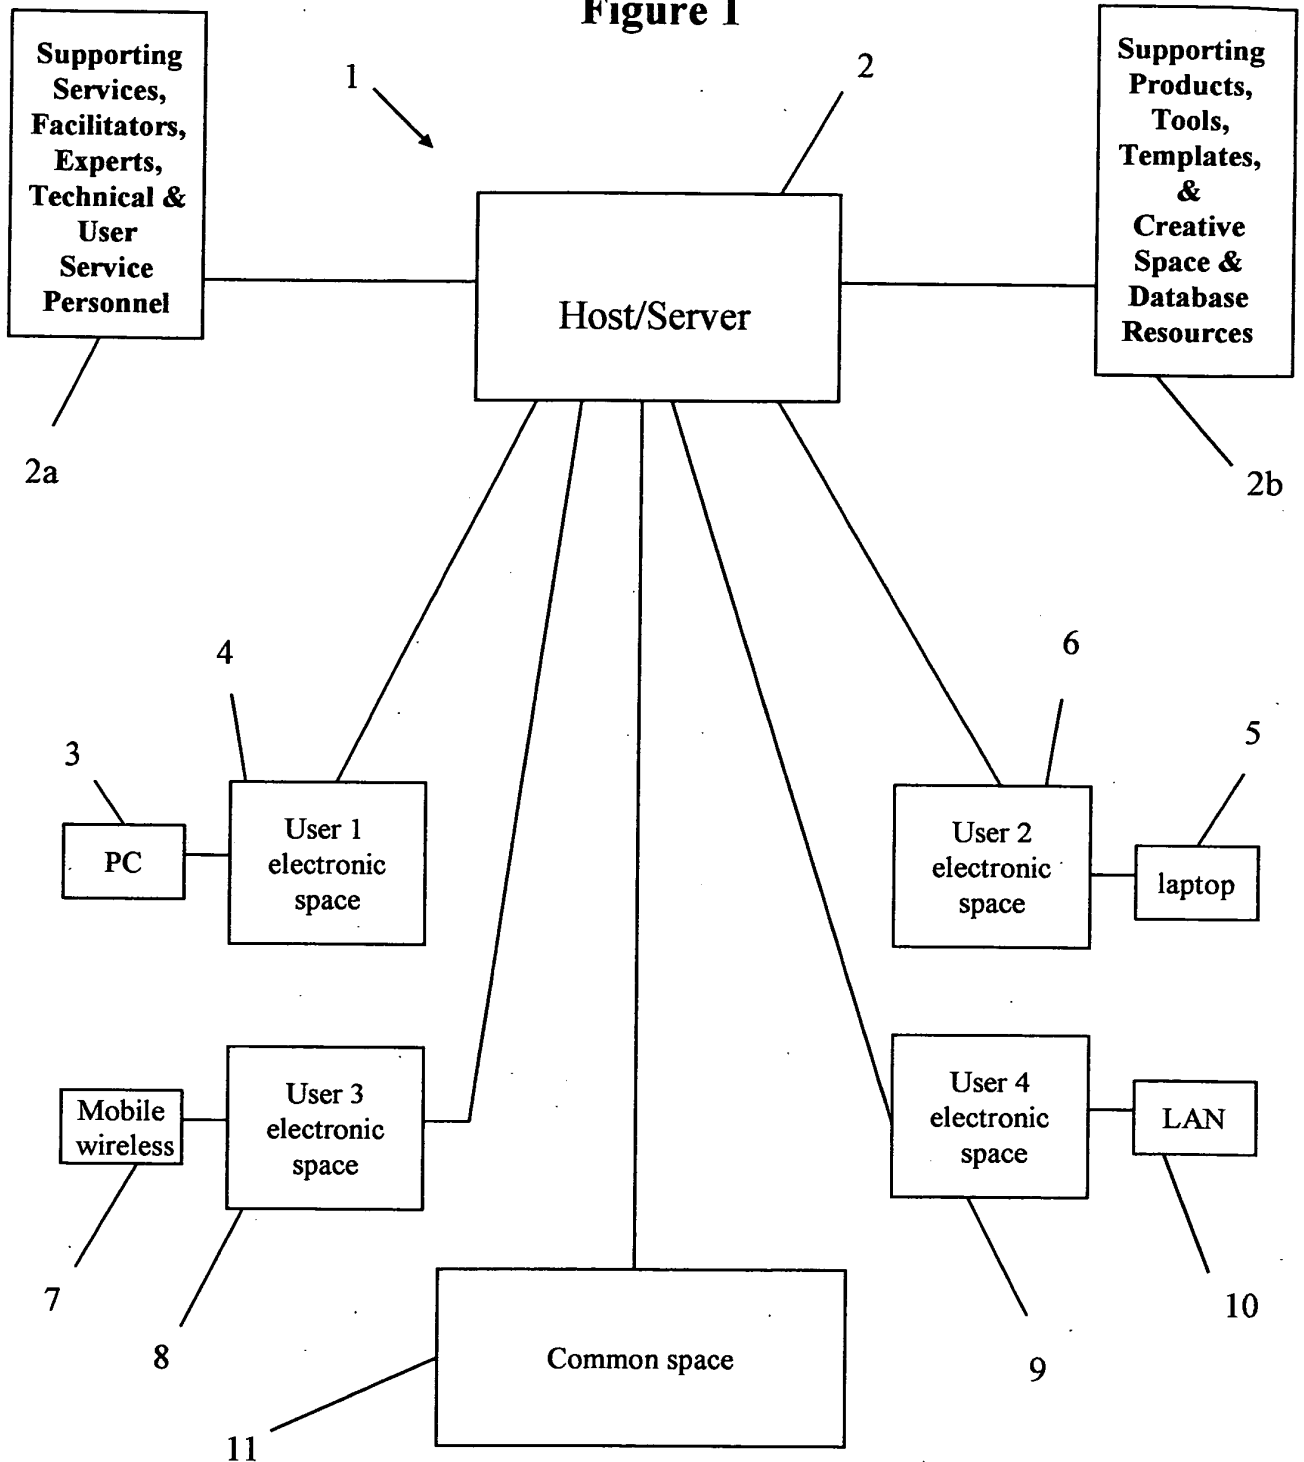 Figure 1
Supporting
Services,
Facilitators,
Experts,
Technical &
User
Service
Personnel
1
2
Supporting
Products,
Tools,
Templates,
&
Creative
Space &
Database
Resources
Host/Server
2a
2b
4
6
3
5
PC
User 1
electronic
space
User 2
electronic
space
laptop
Mobile
wireless
User 3
electronic
space
User 4
electronic
space
LAN
7
8
9
10
Common space
11